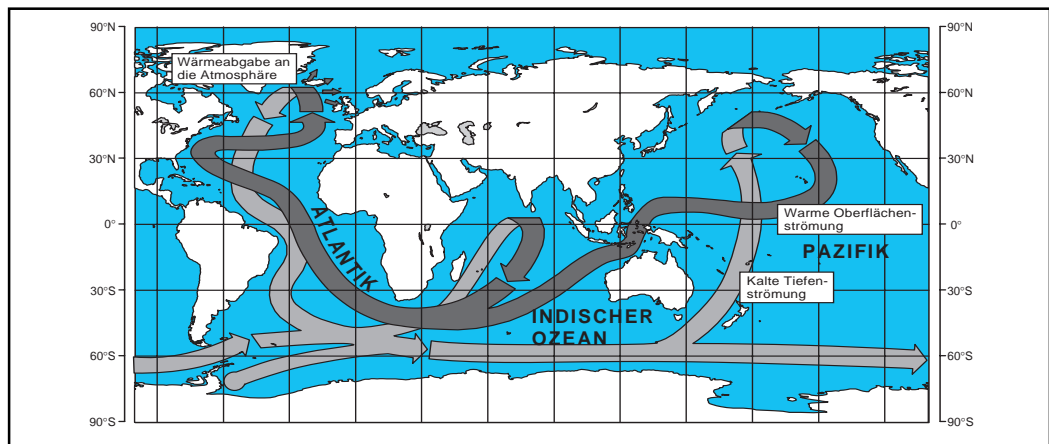 90°N
90°N
Wärmeabgabe an
die Atmosphäre
60°N
60°N
30°N
30°N
Warme Oberflächen-
strömung
0°
0°
ATLANTIK
PAZIFIK
Kalte Tiefen-
strömung
30°S
30°S
INDISCHER
OZEAN
60°S
60°S
90°S
90°S